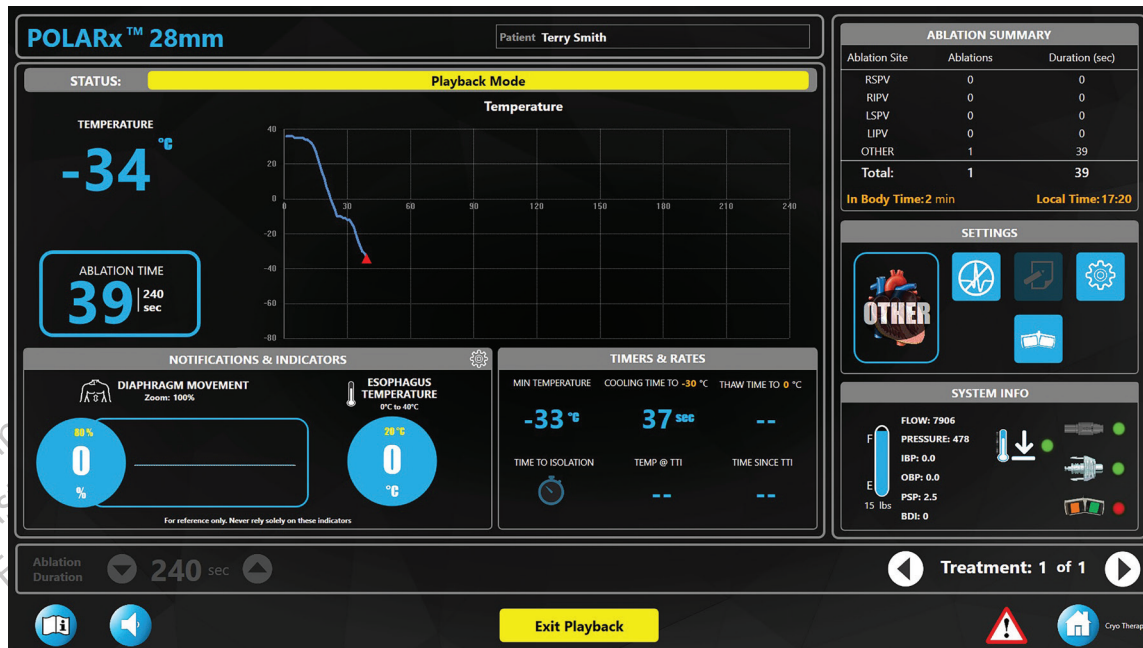 POLARx™ 28mm
Patient Terry Smith
STATUS:
Playback Mode
TEMPERATURE
-34 °C
ABLATION TIME
39 240 sec
Temperature
40
20
0
-20
-40
-60
-80
0 30 60 90 120 150 180 210 240
NOTIFICATIONS & INDICATORS
DIAPHRAGM MOVEMENT
Zoom: 100%
80 %
0
%
ESOPHAGUS
TEMPERATURE
0°C to 40°C
20 °C
0
°C
For reference only. Never rely solely on these indicators
TIMERS & RATES
MIN TEMPERATURE COOLING TIME TO -30 °C THAW TIME TO 0 °C
-33 °C 37 sec --
TIME TO ISOLATION TEMP @ TTI TIME SINCE TTI
-- --
ABLATION SUMMARY
Ablation Site Ablations Duration (sec)
RSPV 0 0
RIPV 0 0
LSPV 0 0
LIPV 0 0
OTHER 1 39
Total: 1 39
In Body Time: 2 min Local Time: 17:20
SETTINGS
OTHER
SYSTEM INFO
F
E
15 lbs
FLOW: 7906
PRESSURE: 478
IBP: 0.0
OBP: 0.0
PSP: 2.5
BDI: 0
Ablation
Duration
240 sec
Treatment: 1 of 1
Exit Playback
Cryo Therap